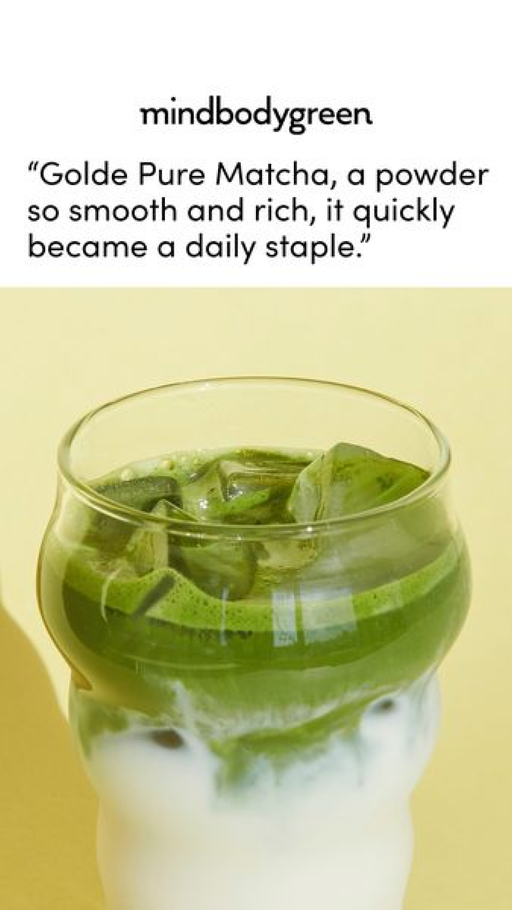 mindbodygreen
“Golde Pure Matcha, a powder
so smooth and rich, it quickly
became a daily staple.”